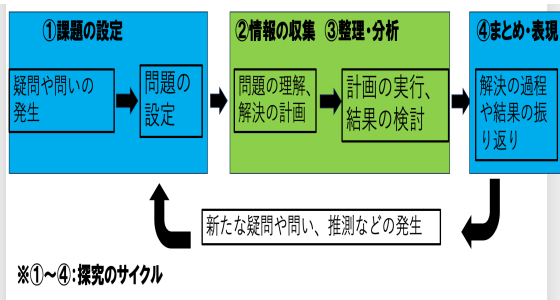 ①課題の設定
②情報の収集 ③整理・分析
④まとめ・表現
疑問や問いの
発生
問題の
設定
問題の理解、
解決の計画
計画の実行、
結果の検討
解決の過程
や結果の振
り返り
新たな疑問や問い、推測などの発生
※①～④：探究のサイクル